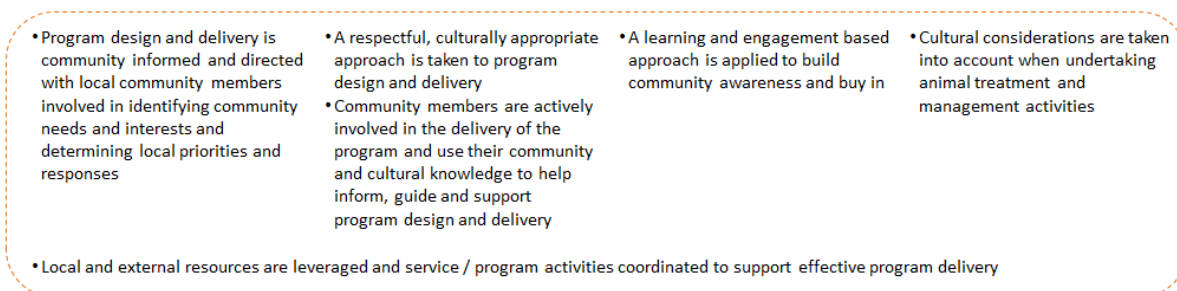 • Program design and delivery is
community informed and directed
with local community members
involved in identifying community
needs and interests and
determining local priorities and
responses
• A respectful, culturally appropriate
approach is taken to program
design and delivery
• Community members are actively
involved in the delivery of the
program and use their community
and cultural knowledge to help
inform, guide and support
program design and delivery
• A learning and engagement based
approach is applied to build
community awareness and buy in
• Cultural considerations are taken
into account when undertaking
animal treatment and
management activities
• Local and external resources are leveraged and service / program activities coordinated to support effective program delivery